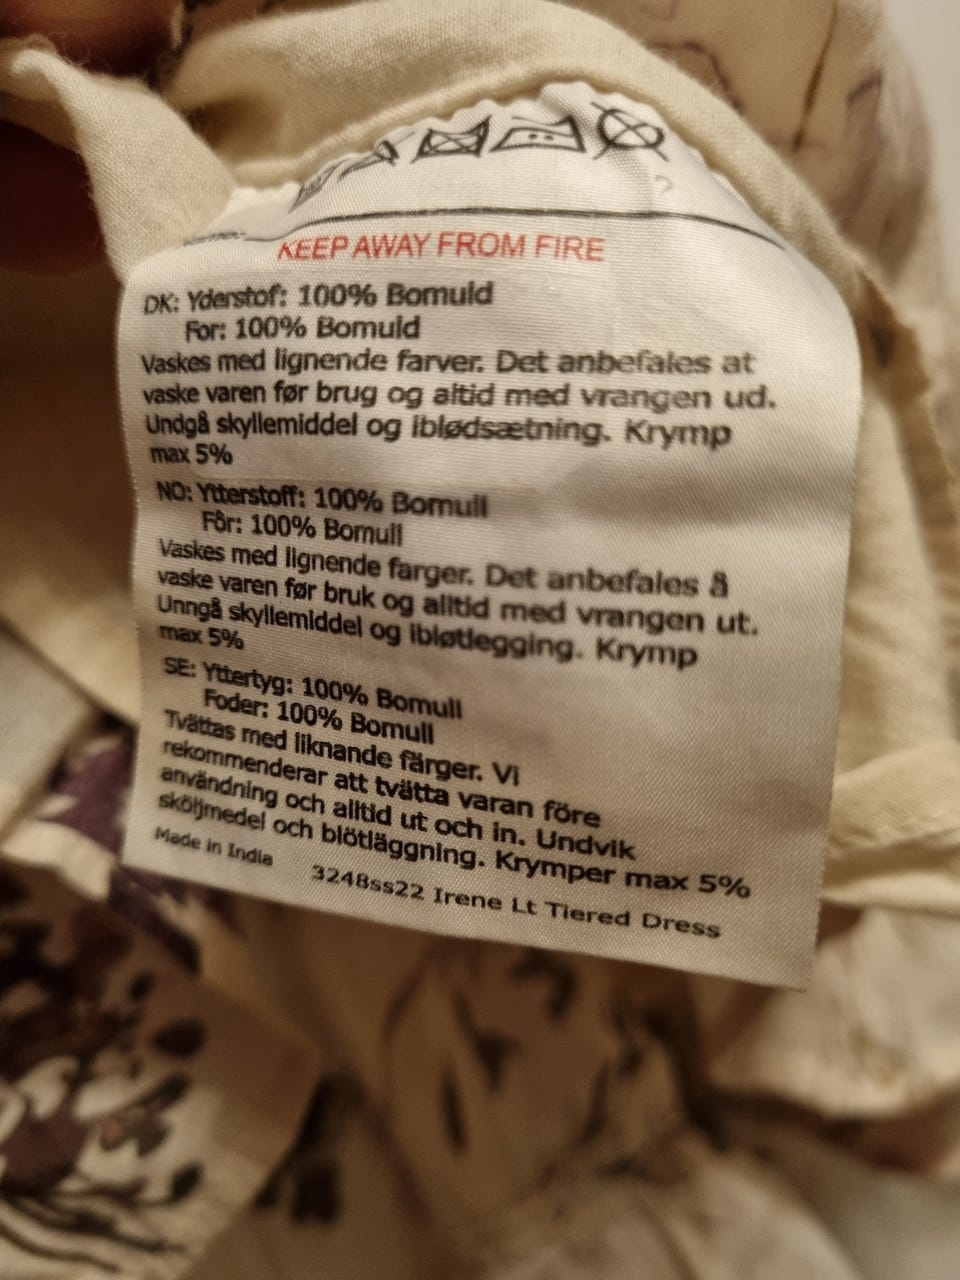 KEEP AWAY FROM FIRE
DK: Yderstof: 100% Bomuld
For: 100% Bomuld
Vaskes med lignende farver. Det anbefales at
vaske varen før brug og altid med vrangen ud.
Undgå skyllemiddel og iblødsætning. Krymp
max 5%
NO: Ytterstoff: 100% Bomull
Fôr: 100% Bomull
Vaskes med lignende farger. Det anbefales å
vaske varen før bruk og alltid med vrangen ut.
Unngå skyllemiddel og ibløtlegging. Krymp
max 5%
SE: Yttertyg: 100% Bomull
Foder: 100% Bomull
Tvättas med liknande färger. Vi
rekommenderar att tvätta varan före
användning och alltid ut och in. Undvik
sköljmedel och blötläggning. Krymper max 5%
Made in India 3248ss22 Irene Lt Tiered Dress